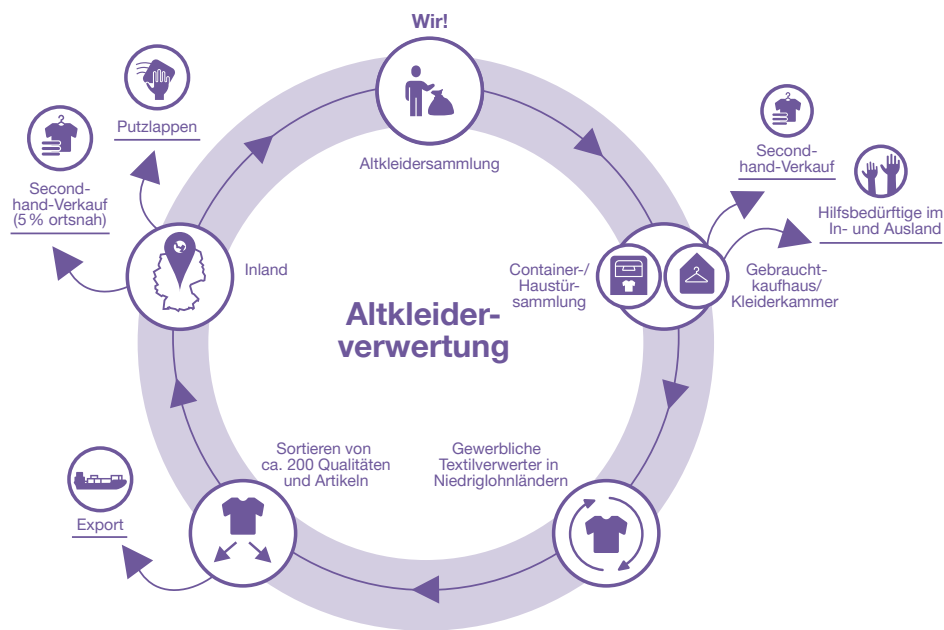 Wir!
Altkleidersammlung
Putzlappen
Second-
hand-Verkauf
(5 % ortsnah)
Inland
Second-
hand-Verkauf
Hilfsbedürftige im
In- und Ausland
Container-/
Haustür-
sammlung
Gebraucht-
kaufhaus/
Kleiderkammer
Altkleider-
verwertung
Sortieren von
ca. 200 Qualitäten
und Artikeln
Gewerbliche
Textilverwerter in
Niedriglohnländern
Export